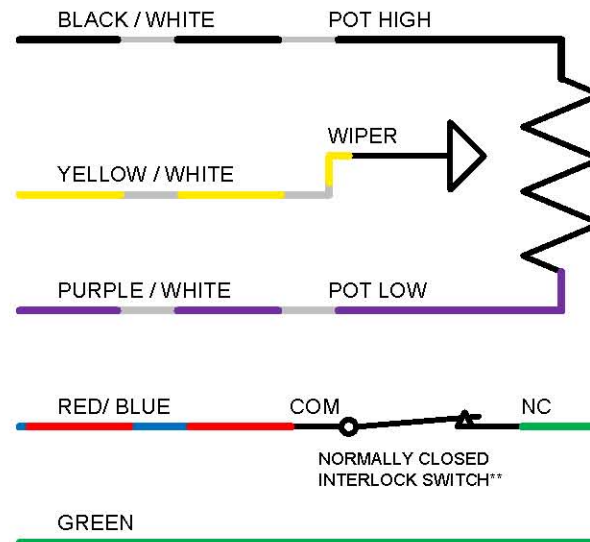 BLACK / WHITE POT HIGH
WIPER
YELLOW / WHITE
PURPLE / WHITE POT LOW
RED/ BLUE COM NC
NORMALLY CLOSED
INTERLOCK SWITCH**
GREEN